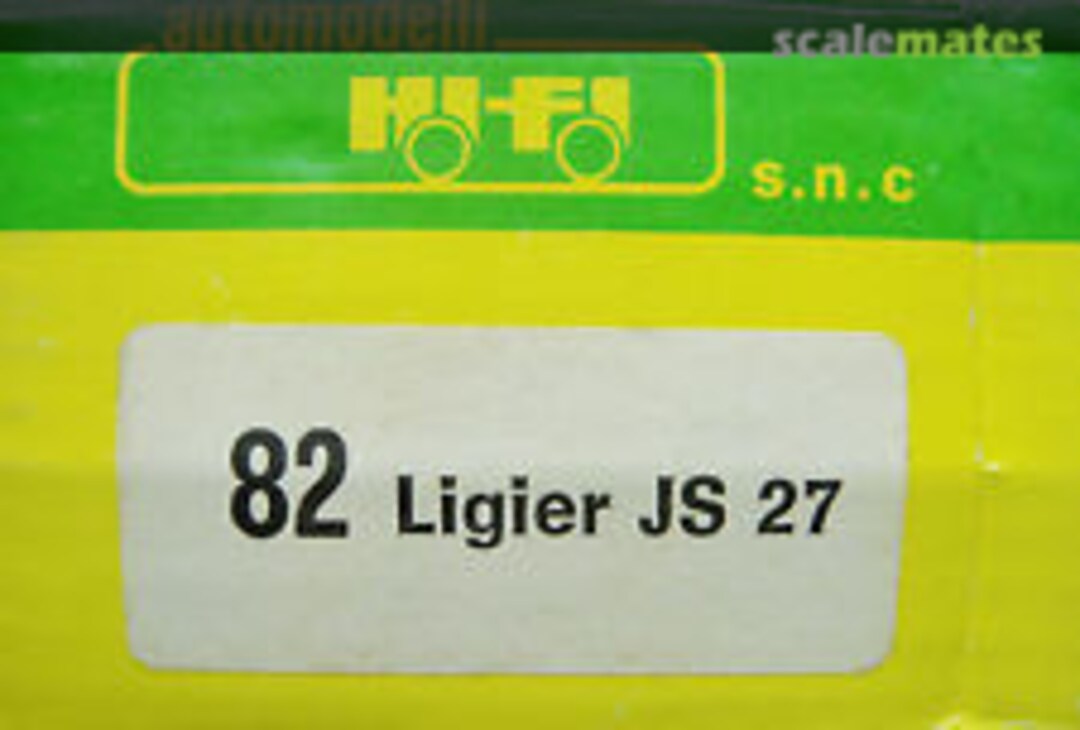 automodelli
scalemates
HI-FI
s.n.c
82 Ligier JS 27